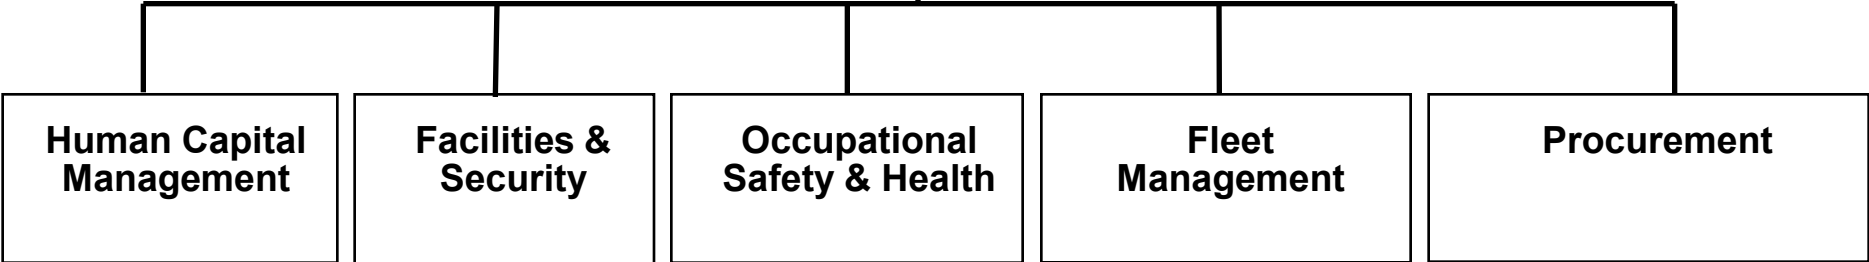 Human Capital
Management
Facilities &
Security
Occupational
Safety & Health
Fleet
Management
Procurement